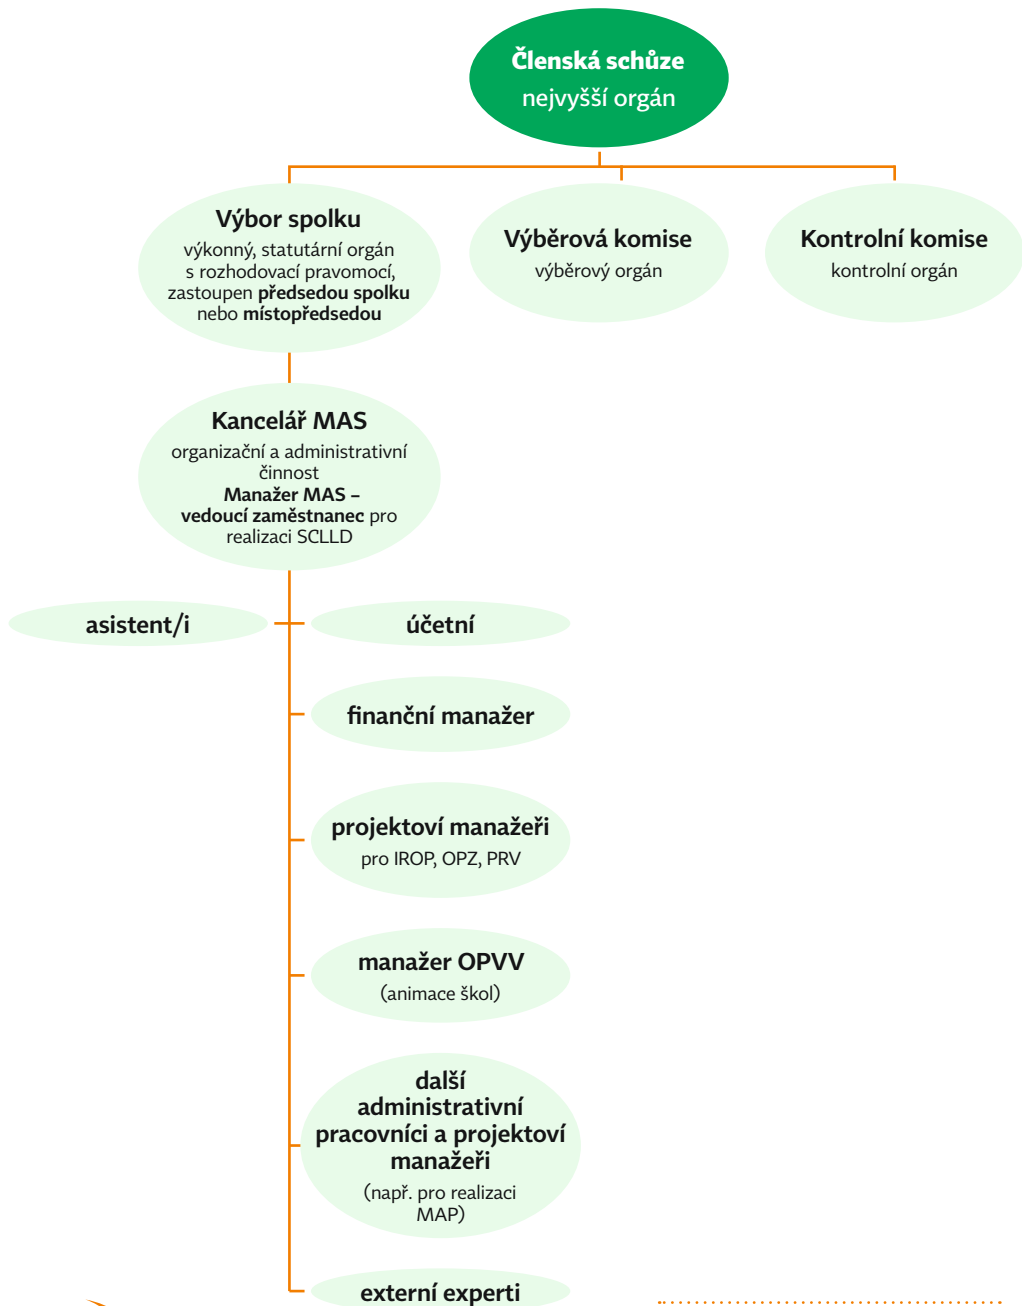 Členská schůze
nejvyšší orgán
Výbor spolku
výkonný, statutární orgán
s rozhodovací pravomocí,
zastoupen předsedou spolku
nebo místopředsedou
Výběrová komise
výběrový orgán
Kontrolní komise
kontrolní orgán
Kancelář MAS
organizační a administrativní
činnost
Manažer MAS –
vedoucí zaměstnanec pro
realizaci SCLLD
asistent/i
účetní
finanční manažer
projektoví manažeři
pro IROP, OPZ, PRV
manažer OPVV
(animace škol)
další
administrativní
pracovníci a projektoví
manažeři
(např. pro realizaci
MAP)
externí experti